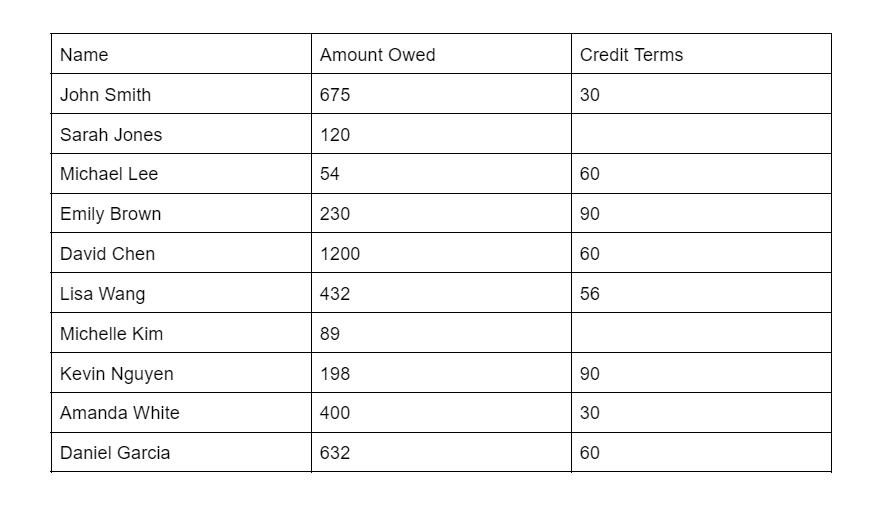 Name Amount Owed Credit Terms
John Smith 675 30
Sarah Jones 120
Michael Lee 54 60
Emily Brown 230 90
David Chen 1200 60
Lisa Wang 432 56
Michelle Kim 89
Kevin Nguyen 198 90
Amanda White 400 30
Daniel Garcia 632 60